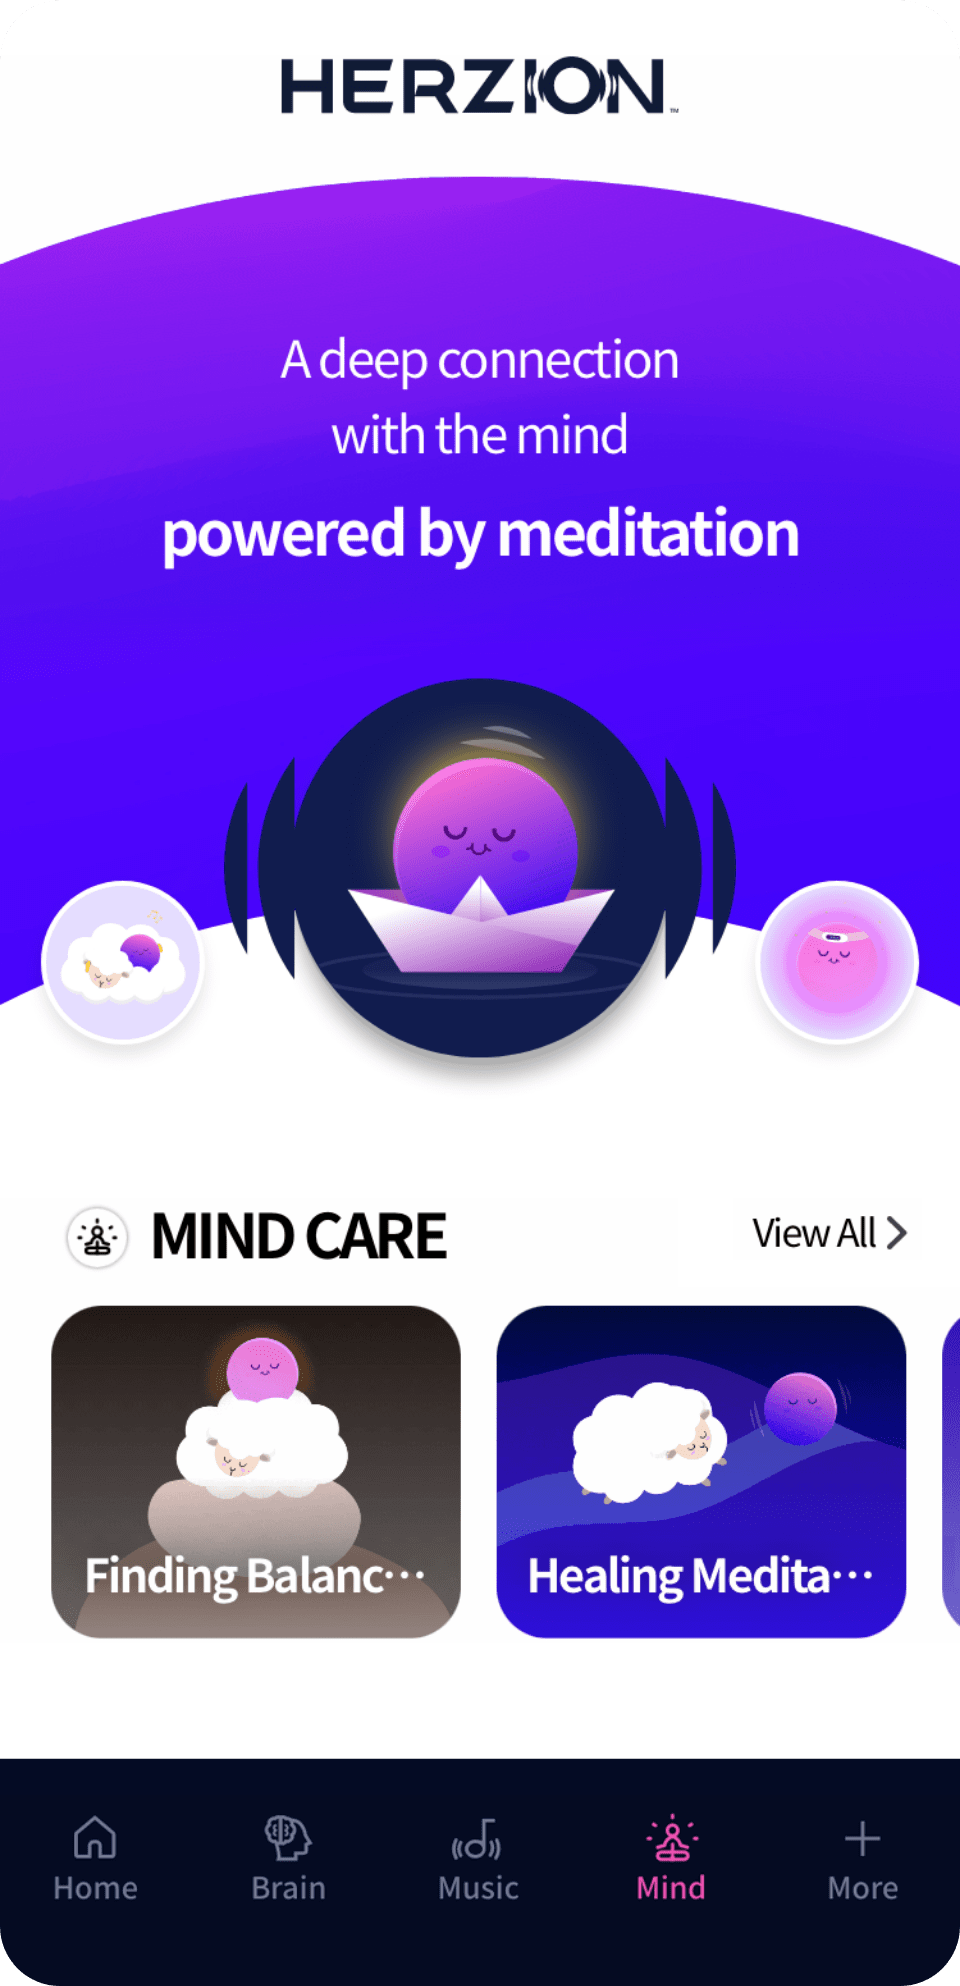 HERZION™
A deep connection
with the mind
powered by meditation
MIND CARE
View All
Finding Balanc···
Healing Medita···
Home
Brain
Music
Mind
More